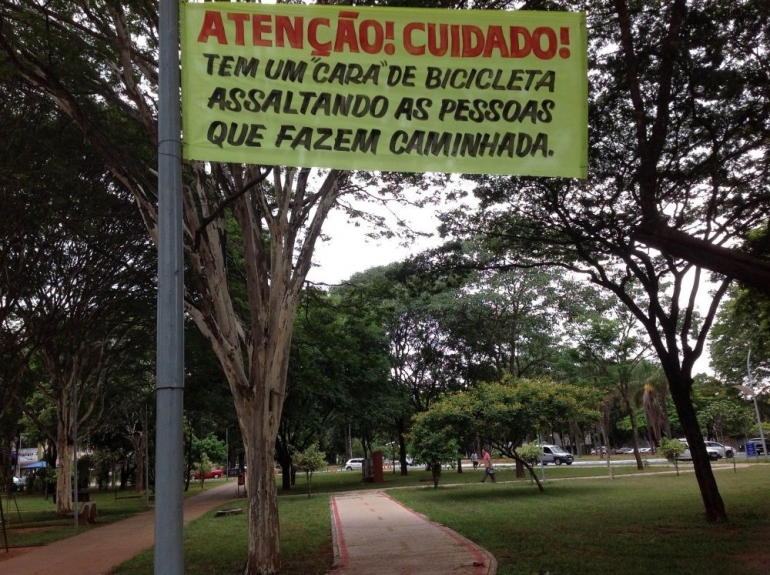 ATENÇÃO! CUIDADO!
TEM UM "CARA" DE BICICLETA
ASSALTANDO AS PESSOAS
QUE FAZEM CAMINHADA.